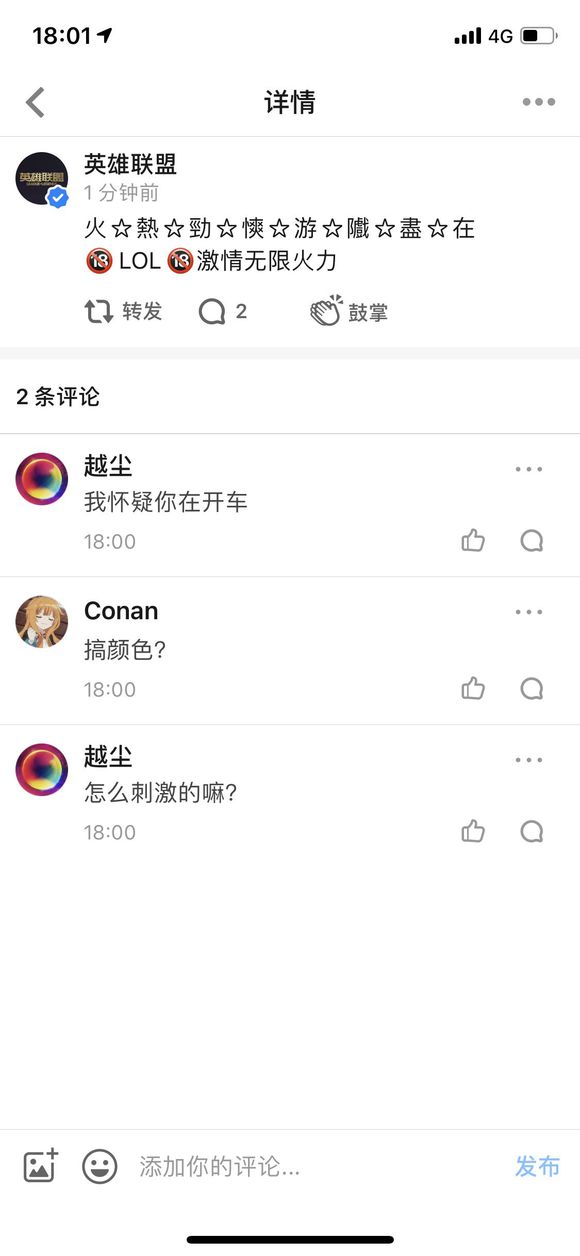 18:01
4G
详情
英雄联盟
英雄联盟
1 分钟前
火☆熱☆勁☆慡☆游☆戲☆盡☆在
🔞 LOL 🔞激情无限火力
转发
2
鼓掌
2 条评论
越尘
我怀疑你在开车
18:00
Conan
搞颜色?
18:00
越尘
怎么刺激的嘛?
18:00
添加你的评论...
发布